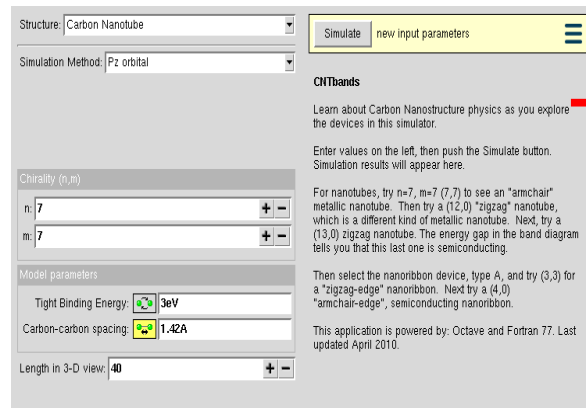 Structure: Carbon Nanotube
Simulation Method: Pz orbital
Chirality (n,m)
n: 7
m: 7
Model parameters
Tight Binding Energy: 3eV
Carbon-carbon spacing: 1.42A
Length in 3-D view: 40
Simulate new input parameters
CNTbands
Learn about Carbon Nanostructure physics as you explore
the devices in this simulator.
Enter values on the left, then push the Simulate button.
Simulation results will appear here.
For nanotubes, try n=7, m=7 (7,7) to see an "armchair"
metallic nanotube. Then try a (12,0) "zigzag" nanotube,
which is a different kind of metallic nanotube. Next, try a
(13,0) zigzag nanotube. The energy gap in the band diagram
tells you that this last one is semiconducting.
Then select the nanoribbon device, type A, and try (3,3) for
a "zigzag-edge" nanoribbon. Next try a (4,0)
"armchair-edge", semiconducting nanoribbon.
This application is powered by: Octave and Fortran 77. Last
updated April 2010.